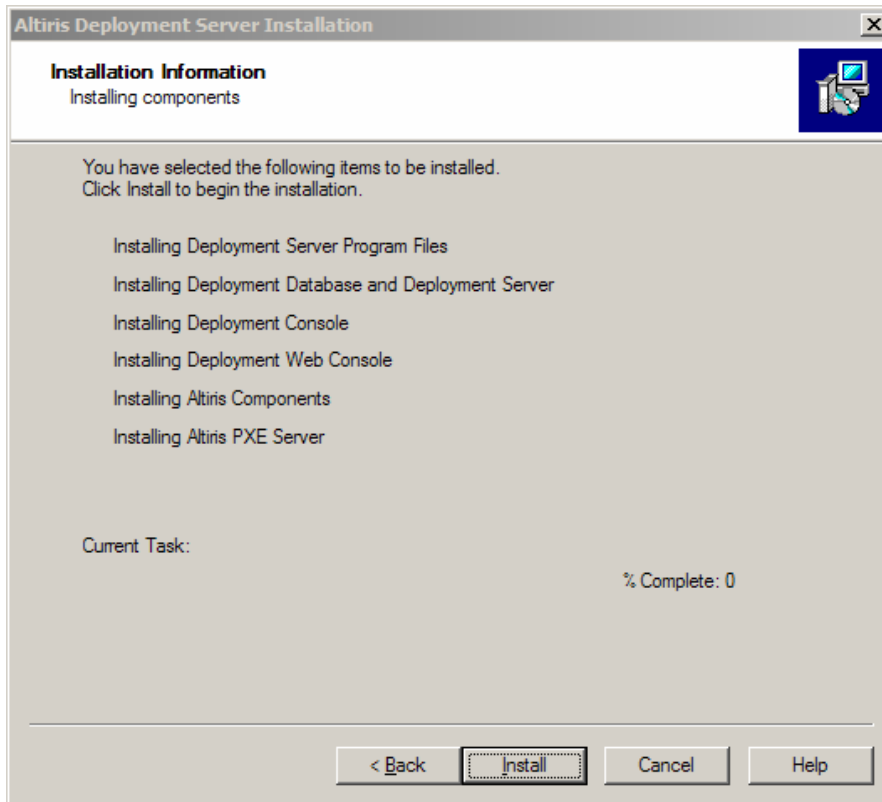 Altiris Deployment Server Installation
Installation Information
Installing components
You have selected the following items to be installed.
Click Install to begin the installation.
Installing Deployment Server Program Files
Installing Deployment Database and Deployment Server
Installing Deployment Console
Installing Deployment Web Console
Installing Altiris Components
Installing Altiris PXE Server
Current Task:
% Complete: 0
< Back Install Cancel Help